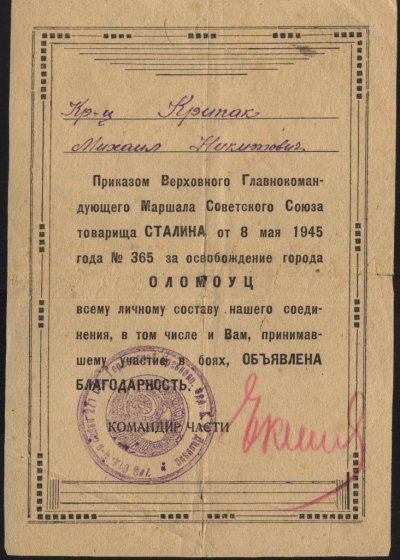 Кр-ц Крипак
Михаил Никитович
Приказом Верховного Главнокоман-
дующего Маршала Советского Союза
товарища СТАЛИНА от 8 мая 1945
года № 365 за освобождение города
ОЛОМОУЦ
всему личному составу нашего соеди-
нения, в том числе и Вам, принимав-
шему участие в боях, ОБЪЯВЛЕНА
БЛАГОДАРНОСТЬ.
КОМАНДИР ЧАСТИ